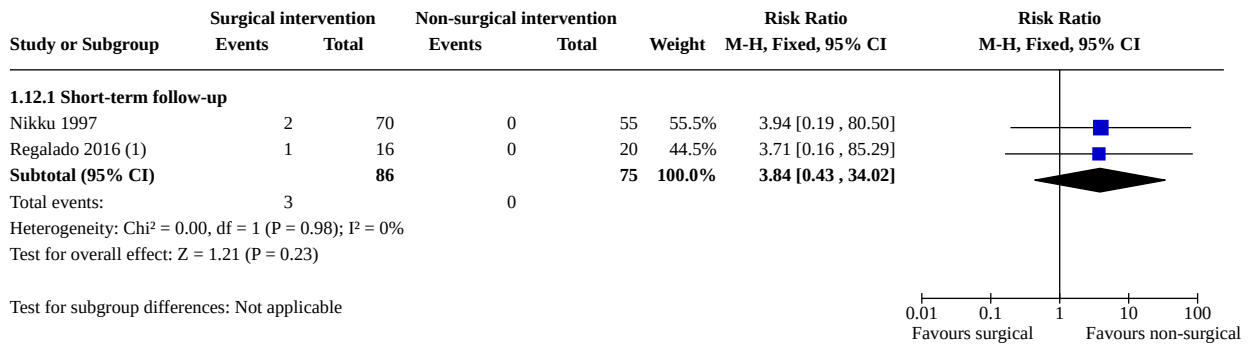 Surgical intervention Non-surgical intervention Risk Ratio Risk Ratio
Study or Subgroup Events Total Events Total Weight M-H, Fixed, 95% CI M-H, Fixed, 95% CI
1.12.1 Short-term follow-up
Nikku 1997 2 70 0 55 55.5% 3.94 [0.19 , 80.50]
Regalado 2016 (1) 1 16 0 20 44.5% 3.71 [0.16 , 85.29]
Subtotal (95% CI) 86 75 100.0% 3.84 [0.43 , 34.02]
Total events: 3 0
Heterogeneity: Chi² = 0.00, df = 1 (P = 0.98); I² = 0%
Test for overall effect: Z = 1.21 (P = 0.23)
Test for subgroup differences: Not applicable
0.01 0.1 1 10 100
Favours surgical Favours non-surgical